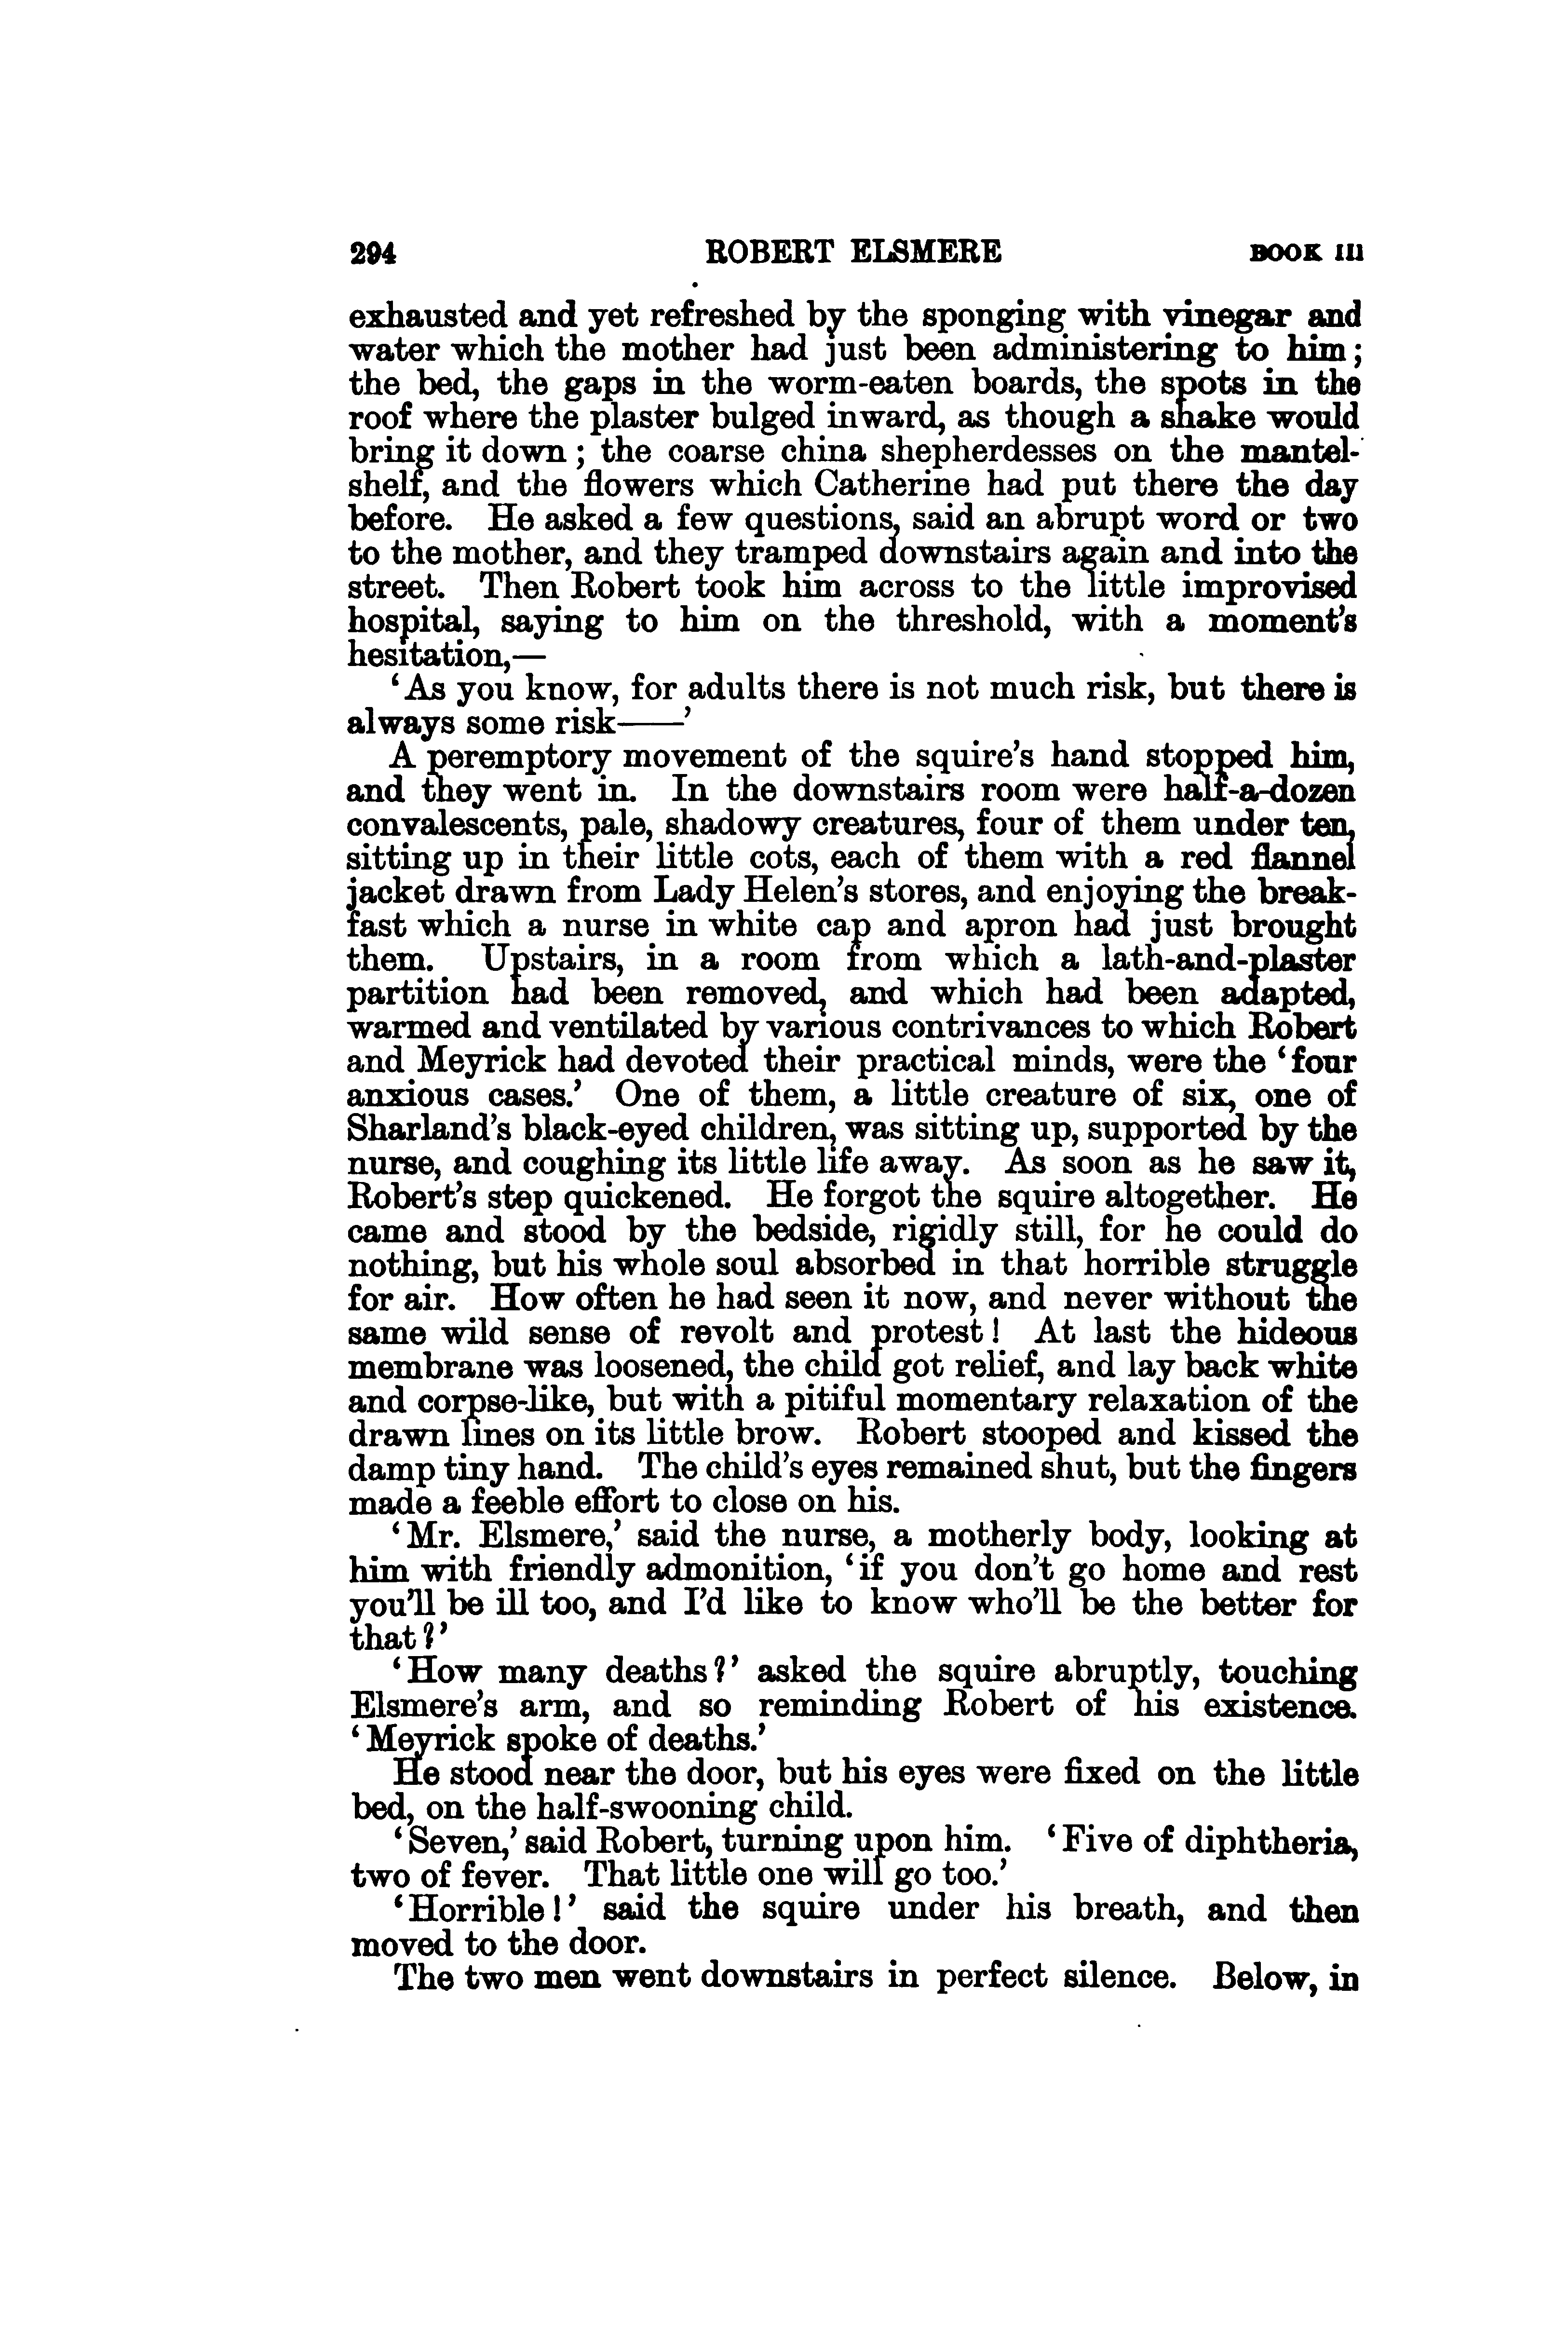 294 ROBERT ELSMERE BOOK III
exhausted and yet refreshed by the sponging with vinegar and
water which the mother had just been administering to him;
the bed, the gaps in the worm-eaten boards, the spots in the
roof where the plaster bulged inward, as though a shake would
bring it down; the coarse china shepherdesses on the mantel-
shelf, and the flowers which Catherine had put there the day
before. He asked a few questions, said an abrupt word or two
to the mother, and they tramped downstairs again and into the
street. Then Robert took him across to the little improvised
hospital, saying to him on the threshold, with a moment's
hesitation,—
'As you know, for adults there is not much risk, but there is
always some risk——'
A peremptory movement of the squire's hand stopped him,
and they went in. In the downstairs room were half-a-dozen
convalescents, pale, shadowy creatures, four of them under ten,
sitting up in their little cots, each of them with a red flannel
jacket drawn from Lady Helen's stores, and enjoying the break-
fast which a nurse in white cap and apron had just brought
them. Upstairs, in a room from which a lath-and-plaster
partition had been removed, and which had been adapted,
warmed and ventilated by various contrivances to which Robert
and Meyrick had devoted their practical minds, were the 'four
anxious cases.' One of them, a little creature of six, one of
Sharland's black-eyed children, was sitting up, supported by the
nurse, and coughing its little life away. As soon as he saw it,
Robert's step quickened. He forgot the squire altogether. He
came and stood by the bedside, rigidly still, for he could do
nothing, but his whole soul absorbed in that horrible struggle
for air. How often he had seen it now, and never without the
same wild sense of revolt and protest! At last the hideous
membrane was loosened, the child got relief, and lay back white
and corpse-like, but with a pitiful momentary relaxation of the
drawn lines on its little brow. Robert stooped and kissed the
damp tiny hand. The child's eyes remained shut, but the fingers
made a feeble effort to close on his.
'Mr. Elsmere,' said the nurse, a motherly body, looking at
him with friendly admonition, 'if you don't go home and rest
you'll be ill too, and I'd like to know who'll be the better for
that?'
'How many deaths?' asked the squire abruptly, touching
Elsmere's arm, and so reminding Robert of his existence.
'Meyrick spoke of deaths.'
He stood near the door, but his eyes were fixed on the little
bed, on the half-swooning child.
'Seven,' said Robert, turning upon him. 'Five of diphtheria,
two of fever. That little one will go too.'
'Horrible!' said the squire under his breath, and then
moved to the door.
The two men went downstairs in perfect silence. Below, in